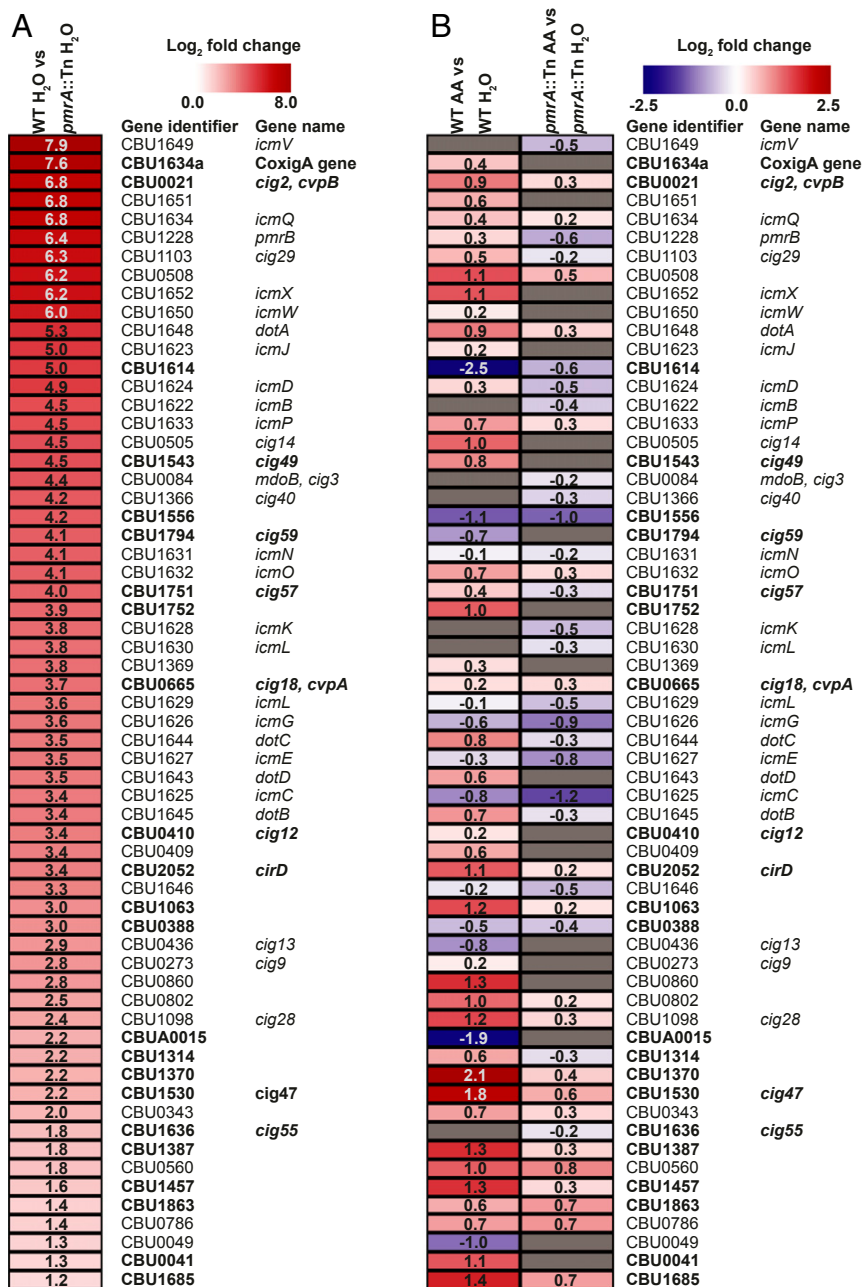 A
WT H2O vs
pmrA::Tn H2O
Log2 fold change
0.0 8.0
Gene identifier Gene name
7.9 CBU1649 icmV
7.6 CBU1634a CoxigA gene
6.8 CBU0021 cig2, cvpB
6.8 CBU1651
6.8 CBU1634 icmQ
6.4 CBU1228 pmrB
6.3 CBU1103 cig29
6.2 CBU0508
6.2 CBU1652 icmX
6.0 CBU1650 icmW
5.3 CBU1648 dotA
5.0 CBU1623 icmJ
5.0 CBU1614
4.9 CBU1624 icmD
4.5 CBU1622 icmB
4.5 CBU1633 icmP
4.5 CBU0505 cig14
4.5 CBU1543 cig49
4.4 CBU0084 mdoB, cig3
4.2 CBU1366 cig40
4.2 CBU1556
4.1 CBU1794 cig59
4.1 CBU1631 icmN
4.1 CBU1632 icmO
4.0 CBU1751 cig57
3.9 CBU1752
3.8 CBU1628 icmK
3.8 CBU1630 icmL
3.8 CBU1369
3.7 CBU0665 cig18, cvpA
3.6 CBU1629 icmL
3.6 CBU1626 icmG
3.5 CBU1644 dotC
3.5 CBU1627 icmE
3.5 CBU1643 dotD
3.4 CBU1625 icmC
3.4 CBU1645 dotB
3.4 CBU0410 cig12
3.4 CBU0409
3.4 CBU2052 cirD
3.3 CBU1646
3.0 CBU1063
3.0 CBU0388
2.9 CBU0436 cig13
2.8 CBU0273 cig9
2.8 CBU0860
2.5 CBU0802
2.4 CBU1098 cig28
2.2 CBUA0015
2.2 CBU1314
2.2 CBU1370
2.2 CBU1530 cig47
2.0 CBU0343
1.8 CBU1636 cig55
1.8 CBU1387
1.8 CBU0560
1.6 CBU1457
1.4 CBU1863
1.4 CBU0786
1.3 CBU0049
1.3 CBU0041
1.2 CBU1685
B
WT AA vs
WT H2O
pmrA::Tn AA vs
pmrA::Tn H2O
Log2 fold change
-2.5 0.0 2.5
Gene identifier Gene name
-0.5 CBU1649 icmV
0.4 CBU1634a CoxigA gene
0.9 0.3 CBU0021 cig2, cvpB
0.6 CBU1651
0.4 0.2 CBU1634 icmQ
0.3 -0.6 CBU1228 pmrB
0.5 -0.2 CBU1103 cig29
1.1 0.5 CBU0508
1.1 CBU1652 icmX
0.2 CBU1650 icmW
0.9 0.3 CBU1648 dotA
0.2 CBU1623 icmJ
-2.5 -0.6 CBU1614
0.3 -0.5 CBU1624 icmD
-0.4 CBU1622 icmB
0.7 0.3 CBU1633 icmP
1.0 CBU0505 cig14
0.8 CBU1543 cig49
-0.2 CBU0084 mdoB, cig3
-0.3 CBU1366 cig40
-1.1 -1.0 CBU1556
-0.7 CBU1794 cig59
-0.1 -0.2 CBU1631 icmN
0.7 0.3 CBU1632 icmO
0.4 -0.3 CBU1751 cig57
1.0 CBU1752
-0.5 CBU1628 icmK
-0.3 CBU1630 icmL
0.3 CBU1369
0.2 0.3 CBU0665 cig18, cvpA
-0.1 -0.5 CBU1629 icmL
-0.6 -0.9 CBU1626 icmG
0.8 -0.3 CBU1644 dotC
-0.3 -0.8 CBU1627 icmE
0.6 CBU1643 dotD
-0.8 -1.2 CBU1625 icmC
0.7 -0.3 CBU1645 dotB
0.2 CBU0410 cig12
0.6 CBU0409
1.1 0.2 CBU2052 cirD
-0.2 -0.5 CBU1646
1.2 0.2 CBU1063
-0.5 -0.4 CBU0388
-0.8 CBU0436 cig13
0.2 CBU0273 cig9
1.3 CBU0860
1.0 0.2 CBU0802
1.2 0.3 CBU1098 cig28
-1.9 CBUA0015
0.6 -0.3 CBU1314
2.1 0.4 CBU1370
1.8 0.6 CBU1530 cig47
0.7 0.3 CBU0343
-0.2 CBU1636 cig55
1.3 0.3 CBU1387
1.0 0.8 CBU0560
1.3 0.3 CBU1457
0.6 0.7 CBU1863
0.7 0.7 CBU0786
-1.0 CBU0049
1.1 CBU0041
1.4 0.7 CBU1685